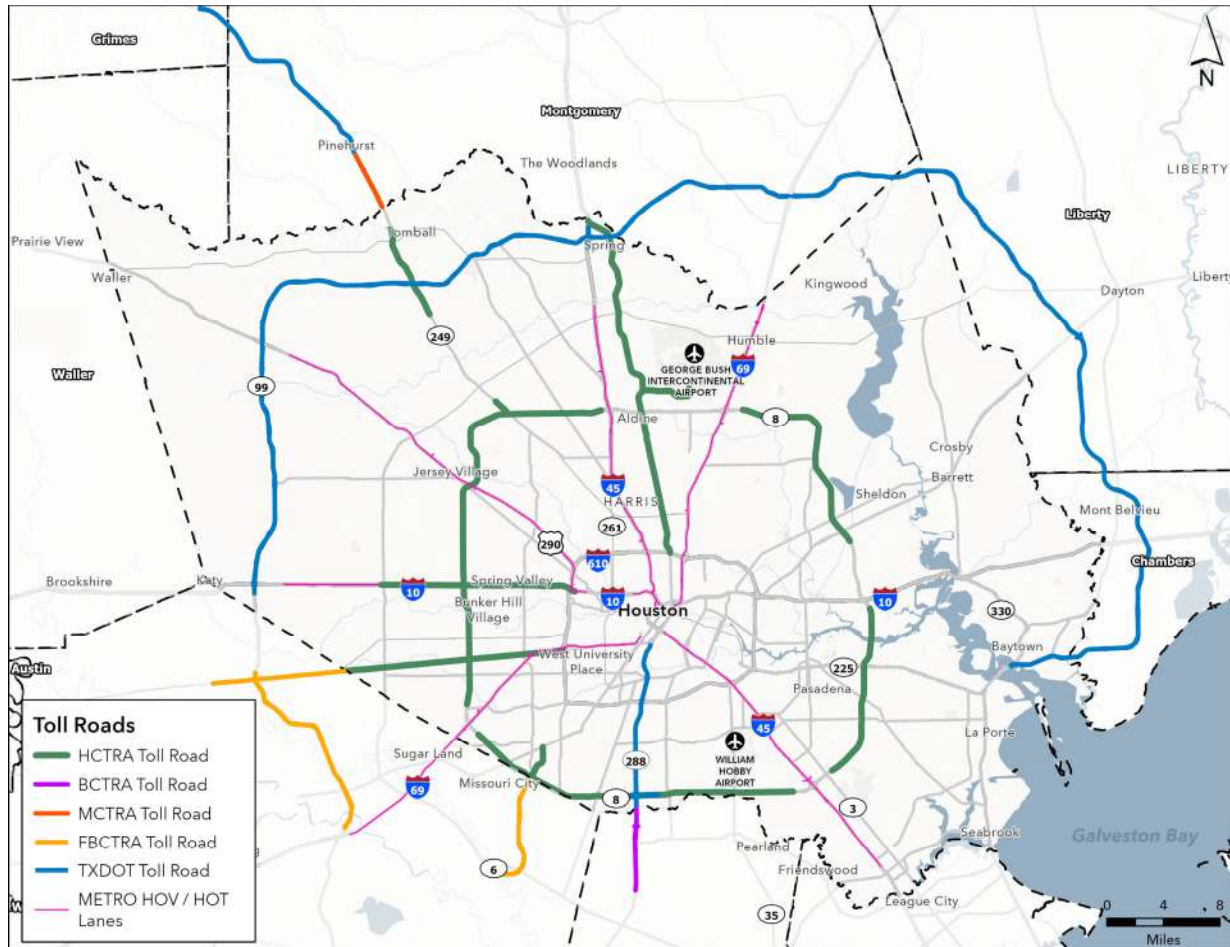 Grimes
N
Montgomery
Pinehurst
The Woodlands
LIBERTY
Liberty
Prairie View
Tomball
Spring
Waller
Kingwood
Liberty
Dayton
249
Humble
Waller
99
GEORGE BUSH
INTERCONTINENTAL
AIRPORT
69
Aldine
8
Crosby
Jersey Village
Barrett
45
Sheldon
HARRIS
Mont Belvieu
261
290
610
Chambers
Brookshire
Katy
Spring Valley
10
Bunker Hill
Village
10
Houston
10
330
Baytown
West University
Place
225
Austin
Pasadena
Toll Roads
HCTRA Toll Road
BCTRA Toll Road
MCTRA Toll Road
FBCTRA Toll Road
TXDOT Toll Road
METRO HOV / HOT
Lanes
45
La Porte
Sugar Land
288
WILLIAM
HOBBY
AIRPORT
Missouri City
69
8
3
Seabrook
Galveston Bay
Pearland
6
Friendswood
League City
35
0 4 8
Miles